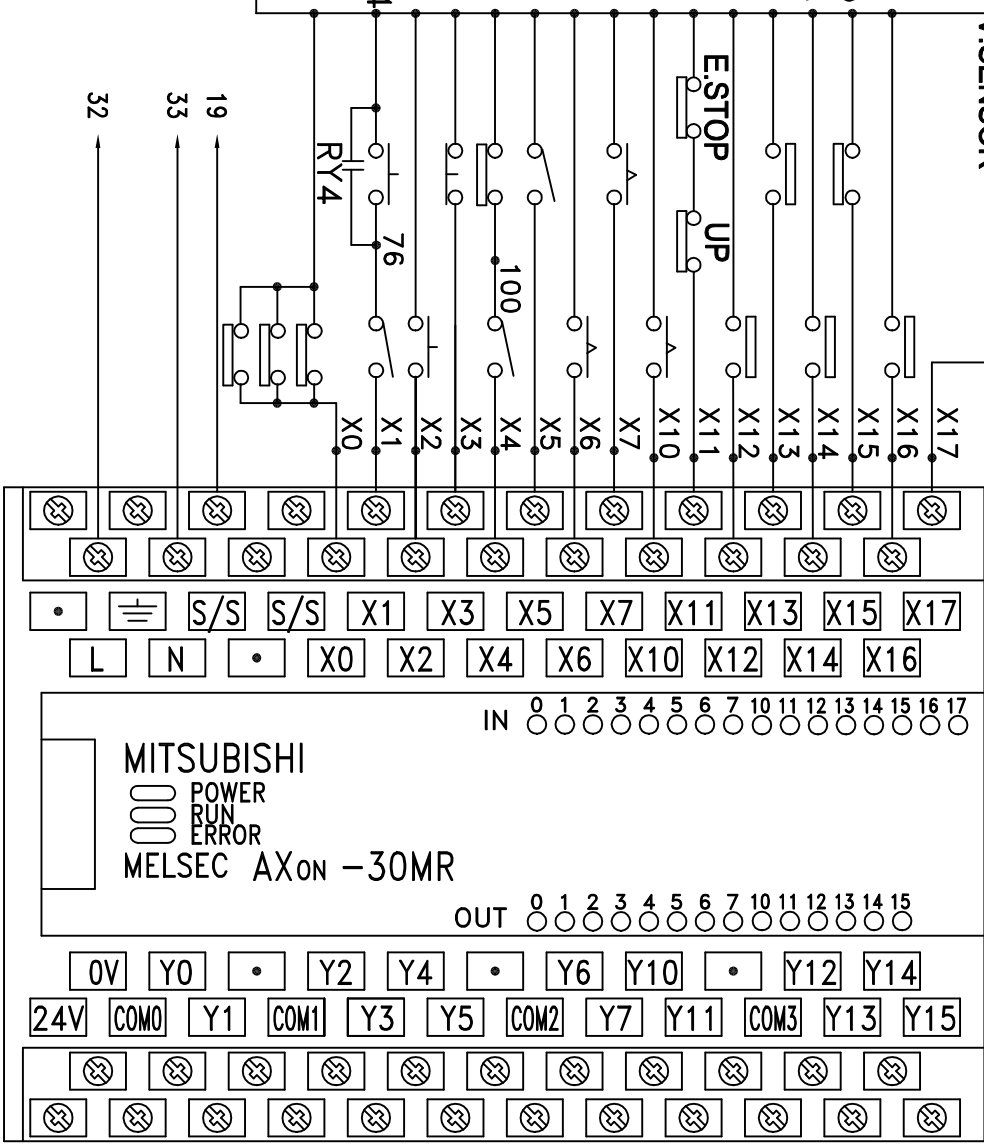 32
33
19
RY4
76
100
E.STOP
UP
X0
X1
X2
X3
X4
X5
X6
X7
X10
X11
X12
X13
X14
X15
X16
X17
S/S S/S X1 X3 X5 X7 X11 X13 X15 X17
L N X0 X2 X4 X6 X10 X12 X14 X16
IN 0 1 2 3 4 5 6 7 10 11 12 13 14 15 16 17
MITSUBISHI
POWER
RUN
ERROR
MELSEC AXON -30MR
OUT 0 1 2 3 4 5 6 7 10 11 12 13 14 15
0V Y0 Y2 Y4 Y6 Y10 Y12 Y14
24V COM0 Y1 COM1 Y3 Y5 COM2 Y7 Y11 COM3 Y13 Y15